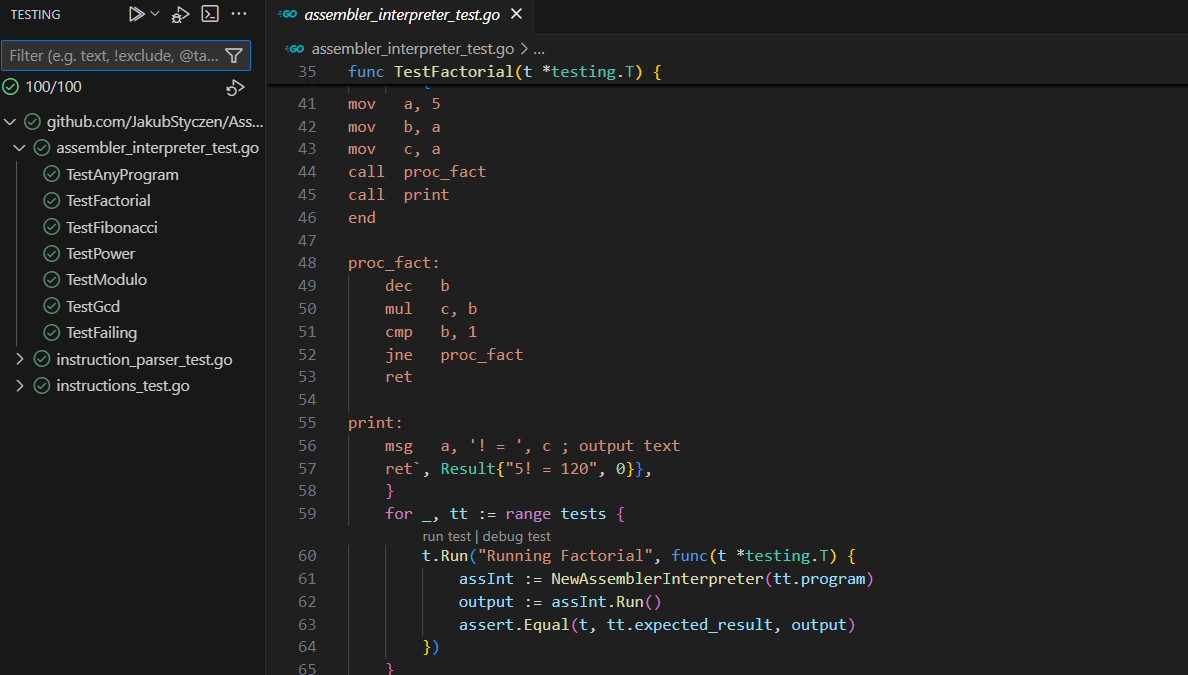 TESTING
Filter (e.g. text, !exclude, @ta...
100/100
github.com/JakubStyczen/Ass...
assembler_interpreter_test.go
TestAnyProgram
TestFactorial
TestFibonacci
TestPower
TestModulo
TestGcd
TestFailing
instruction_parser_test.go
instructions_test.go
GO assembler_interpreter_test.go
GO assembler_interpreter_test.go > ...
35 func TestFactorial(t *testing.T) {
41 mov   a, 5
42 mov   b, a
43 mov   c, a
44 call  proc_fact
45 call  print
46 end
47
48 proc_fact:
49     dec   b
50     mul   c, b
51     cmp   b, 1
52     jne   proc_fact
53     ret
54
55 print:
56     msg   a, '! = ', c ; output text
57     ret`, Result{"5! = 120", 0}},
58     }
59     for _, tt := range tests {
run test | debug test
60         t.Run("Running Factorial", func(t *testing.T) {
61             assInt := NewAssemblerInterpreter(tt.program)
62             output := assInt.Run()
63             assert.Equal(t, tt.expected_result, output)
64         })
65     }